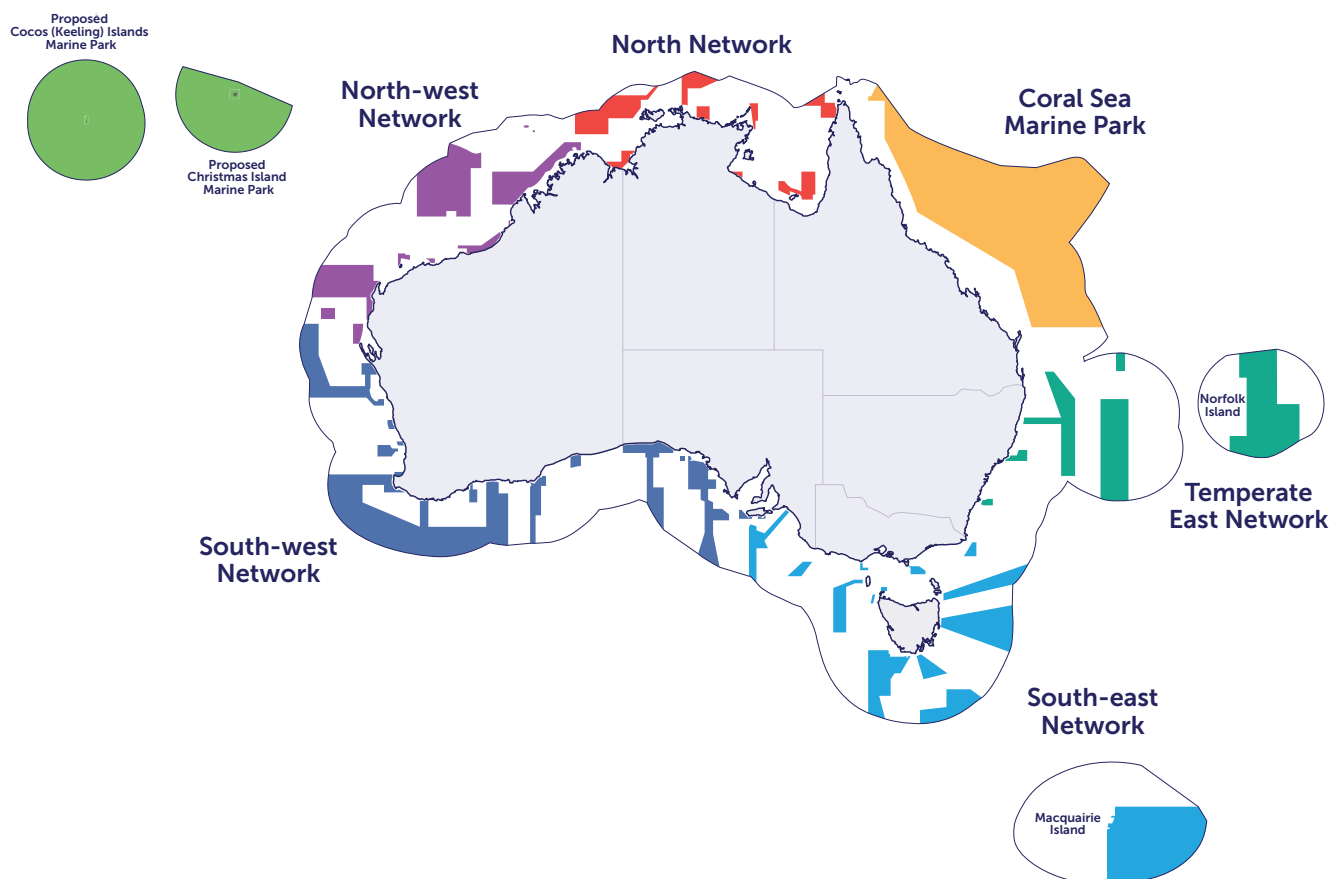 Proposed
Cocos (Keeling) Islands
Marine Park
Proposed
Christmas Island
Marine Park
North-west
Network
North Network
Coral Sea
Marine Park
Norfolk
Island
Temperate
East Network
South-west
Network
South-east
Network
Macquairie
Island